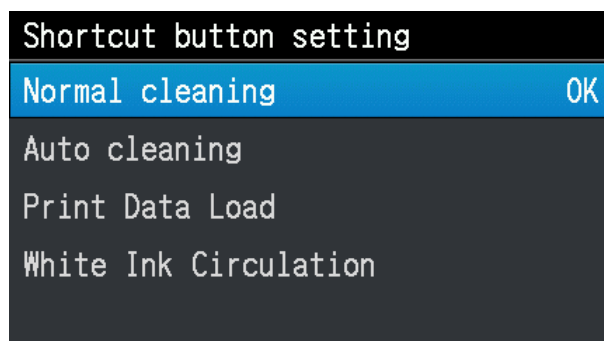 Shortcut button setting
Normal cleaning OK
Auto cleaning
Print Data Load
White Ink Circulation